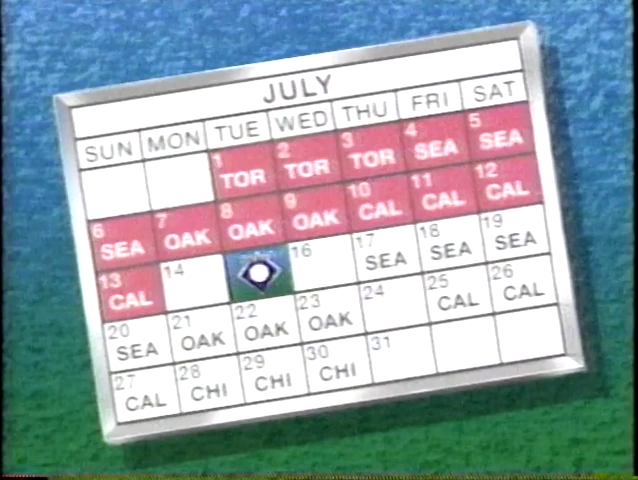 JULY
SUN MON TUE WED THU FRI SAT
1 2 3 4 5
TOR TOR TOR SEA SEA
6 7 8 9 10 11 12
SEA OAK OAK OAK CAL CAL CAL
13 14 16 17 18 19
CAL SEA SEA SEA
20 21 22 23 24 25 26
SEA OAK OAK OAK CAL CAL
27 28 29 30 31
CAL CHI CHI CHI